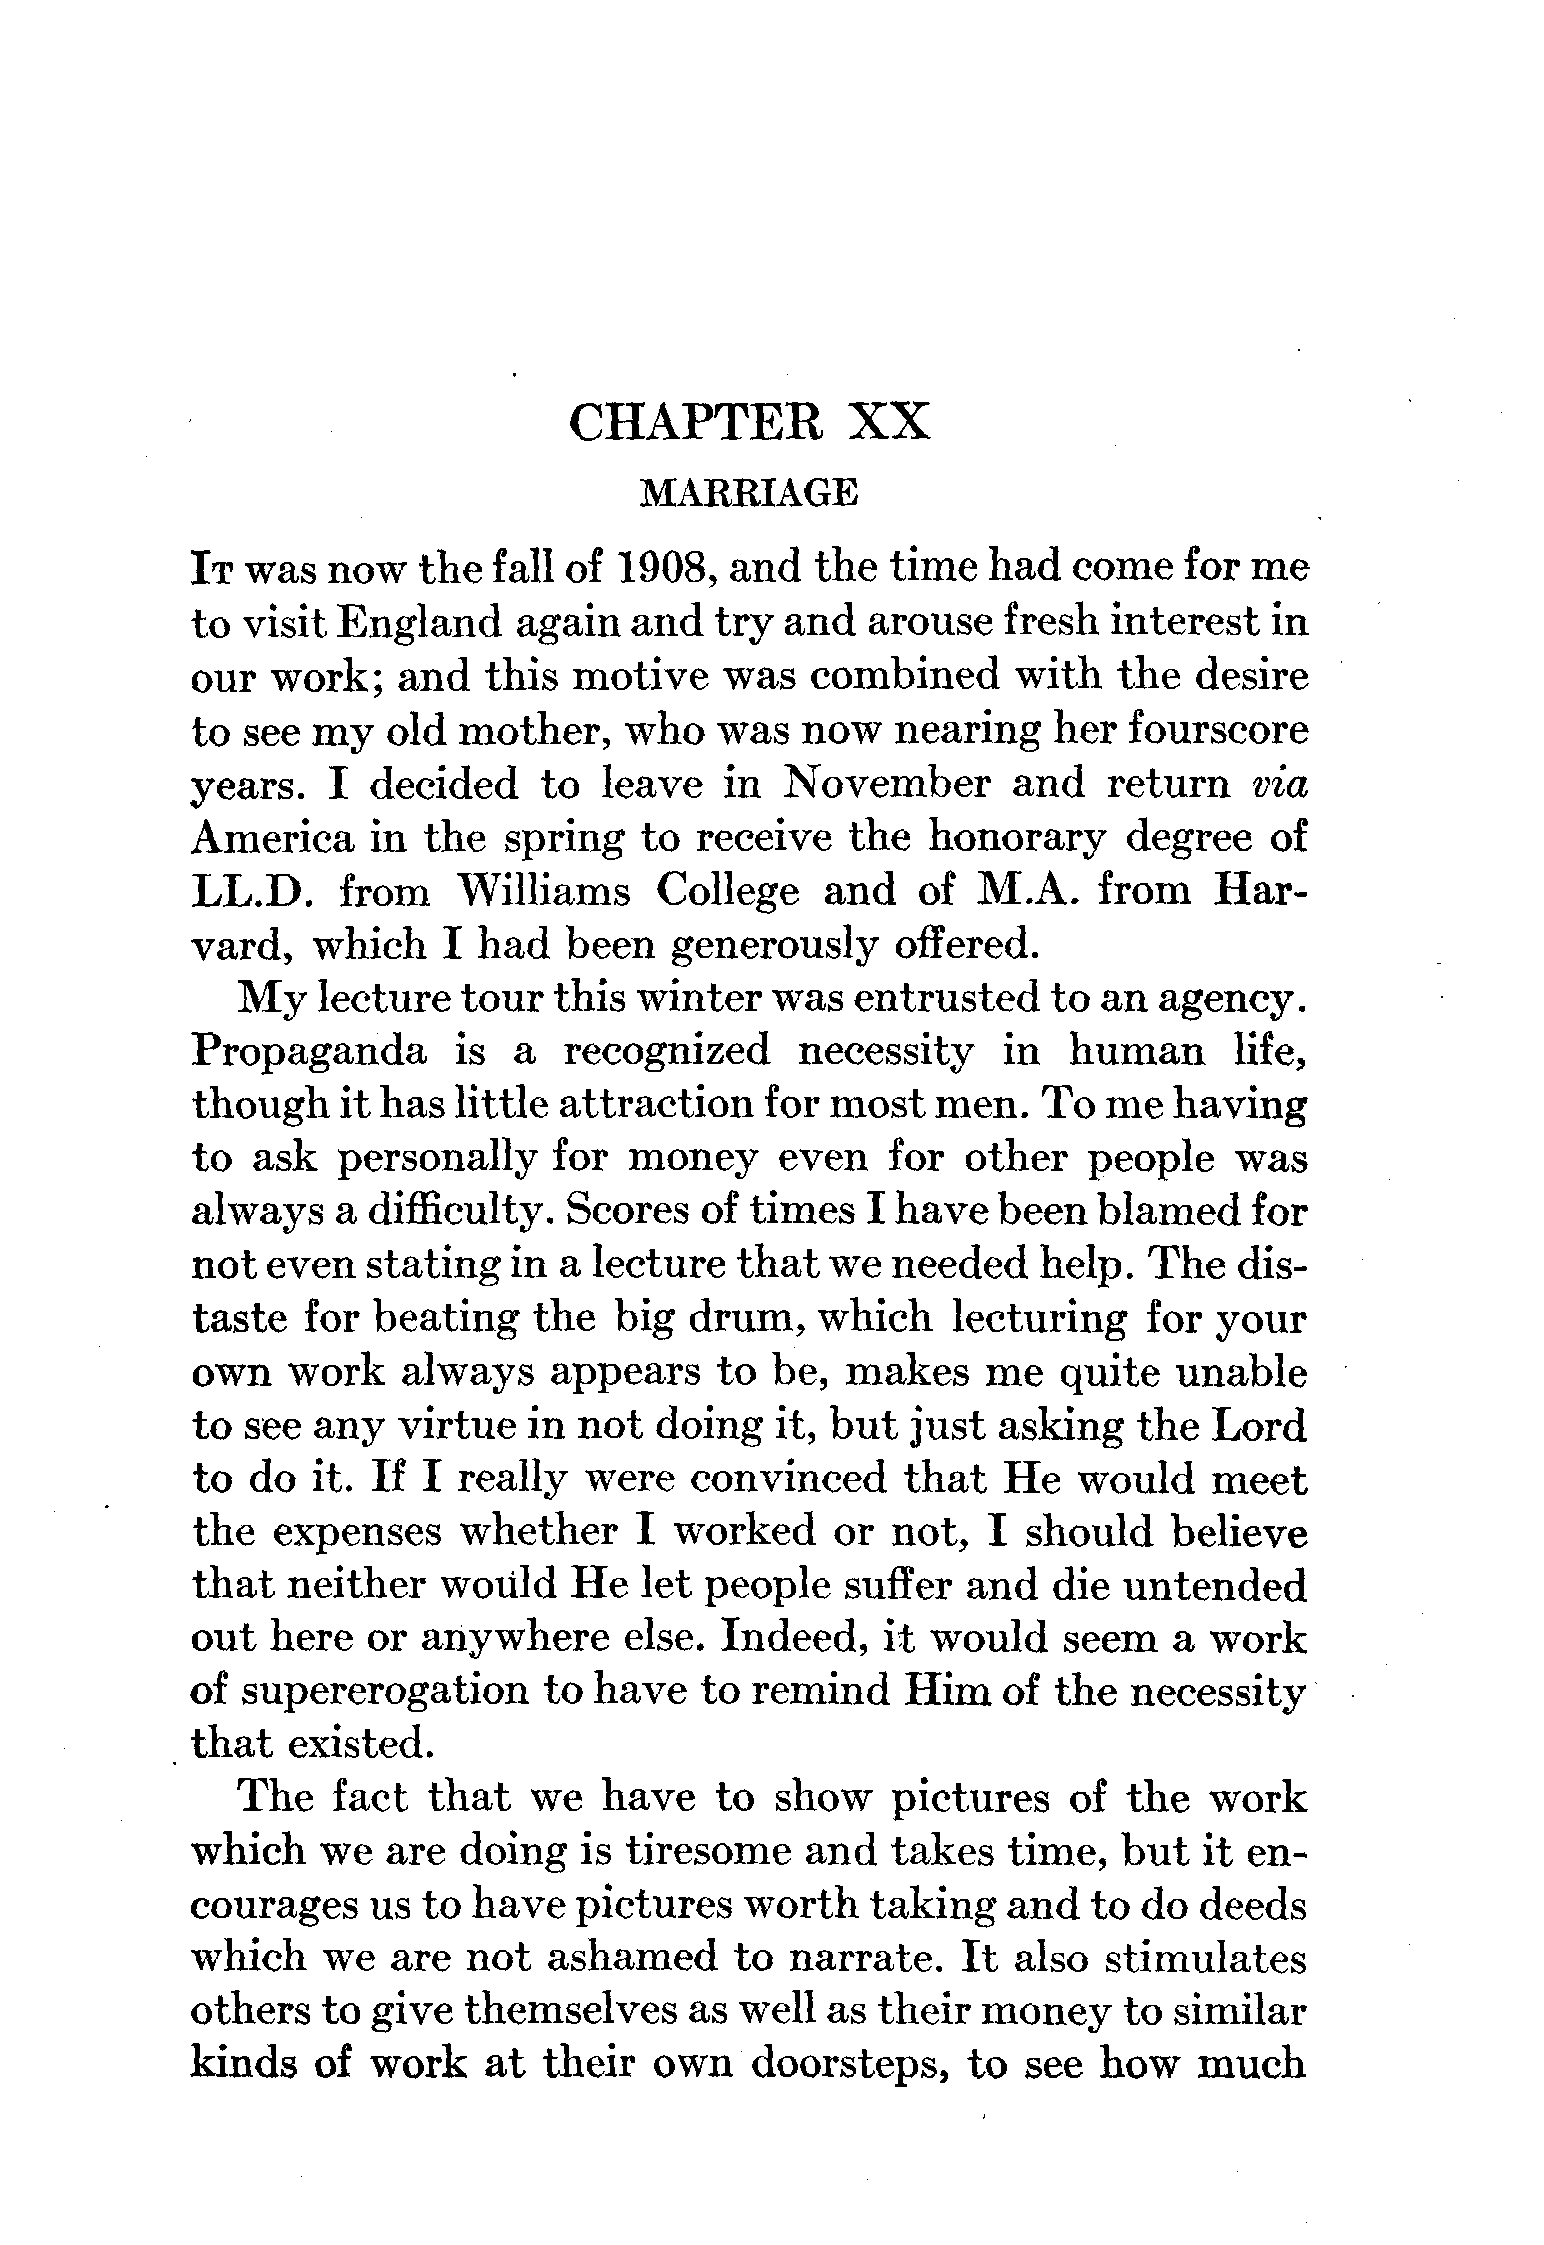 CHAPTER XX
MARRIAGE
IT was now the fall of 1908, and the time had come for me
to visit England again and try and arouse fresh interest in
our work; and this motive was combined with the desire
to see my old mother, who was now nearing her fourscore
years. I decided to leave in November and return via
America in the spring to receive the honorary degree of
LL.D. from Williams College and of M.A. from Har-
vard, which I had been generously offered.
My lecture tour this winter was entrusted to an agency.
Propaganda is a recognized necessity in human life,
though it has little attraction for most men. To me having
to ask personally for money even for other people was
always a difficulty. Scores of times I have been blamed for
not even stating in a lecture that we needed help. The dis-
taste for beating the big drum, which lecturing for your
own work always appears to be, makes me quite unable
to see any virtue in not doing it, but just asking the Lord
to do it. If I really were convinced that He would meet
the expenses whether I worked or not, I should believe
that neither would He let people suffer and die untended
out here or anywhere else. Indeed, it would seem a work
of supererogation to have to remind Him of the necessity
that existed.
The fact that we have to show pictures of the work
which we are doing is tiresome and takes time, but it en-
courages us to have pictures worth taking and to do deeds
which we are not ashamed to narrate. It also stimulates
others to give themselves as well as their money to similar
kinds of work at their own doorsteps, to see how much